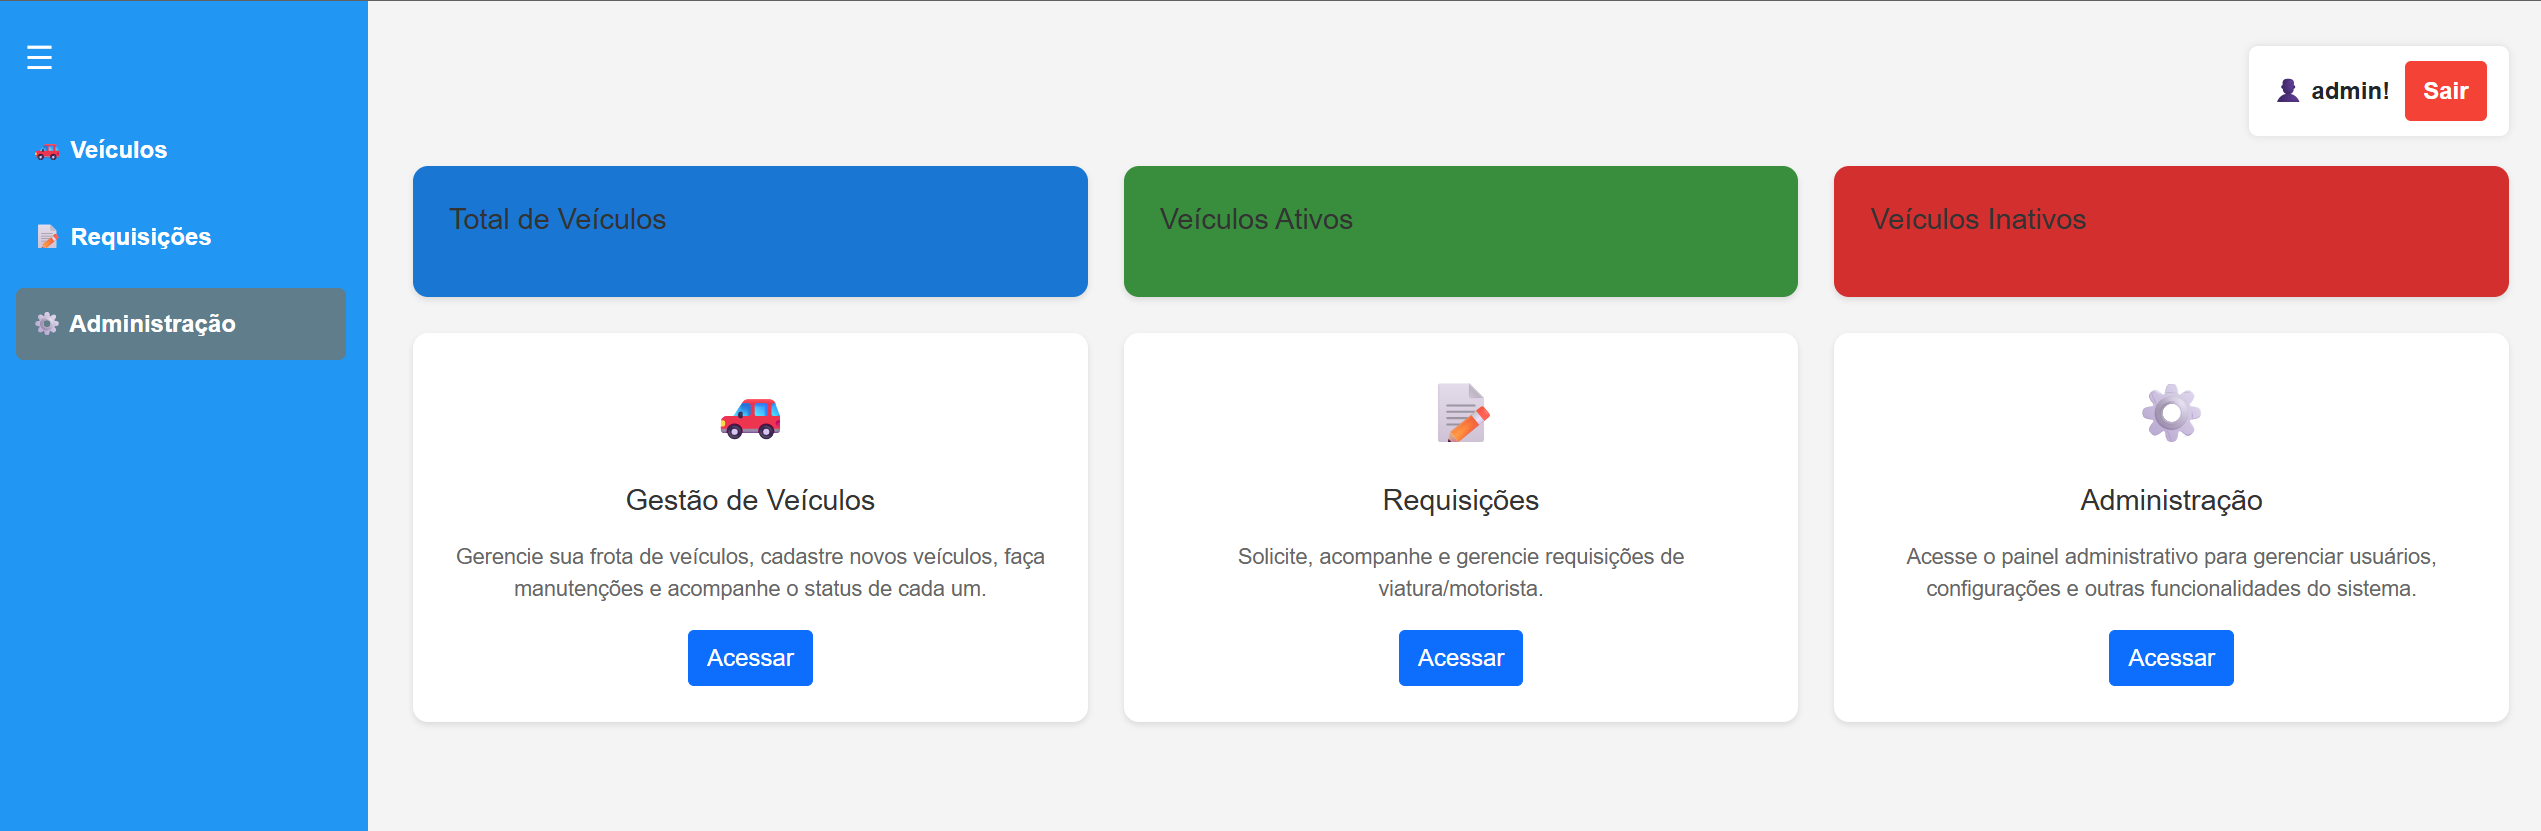 ☰
👤 admin! Sair
🚗 Veículos
📝 Requisições
⚙️ Administração
Total de Veículos
Veículos Ativos
Veículos Inativos
Gestão de Veículos
Gerencie sua frota de veículos, cadastre novos veículos, faça
manutenções e acompanhe o status de cada um.
Acessar
Requisições
Solicite, acompanhe e gerencie requisições de
viatura/motorista.
Acessar
Administração
Acesse o painel administrativo para gerenciar usuários,
configurações e outras funcionalidades do sistema.
Acessar